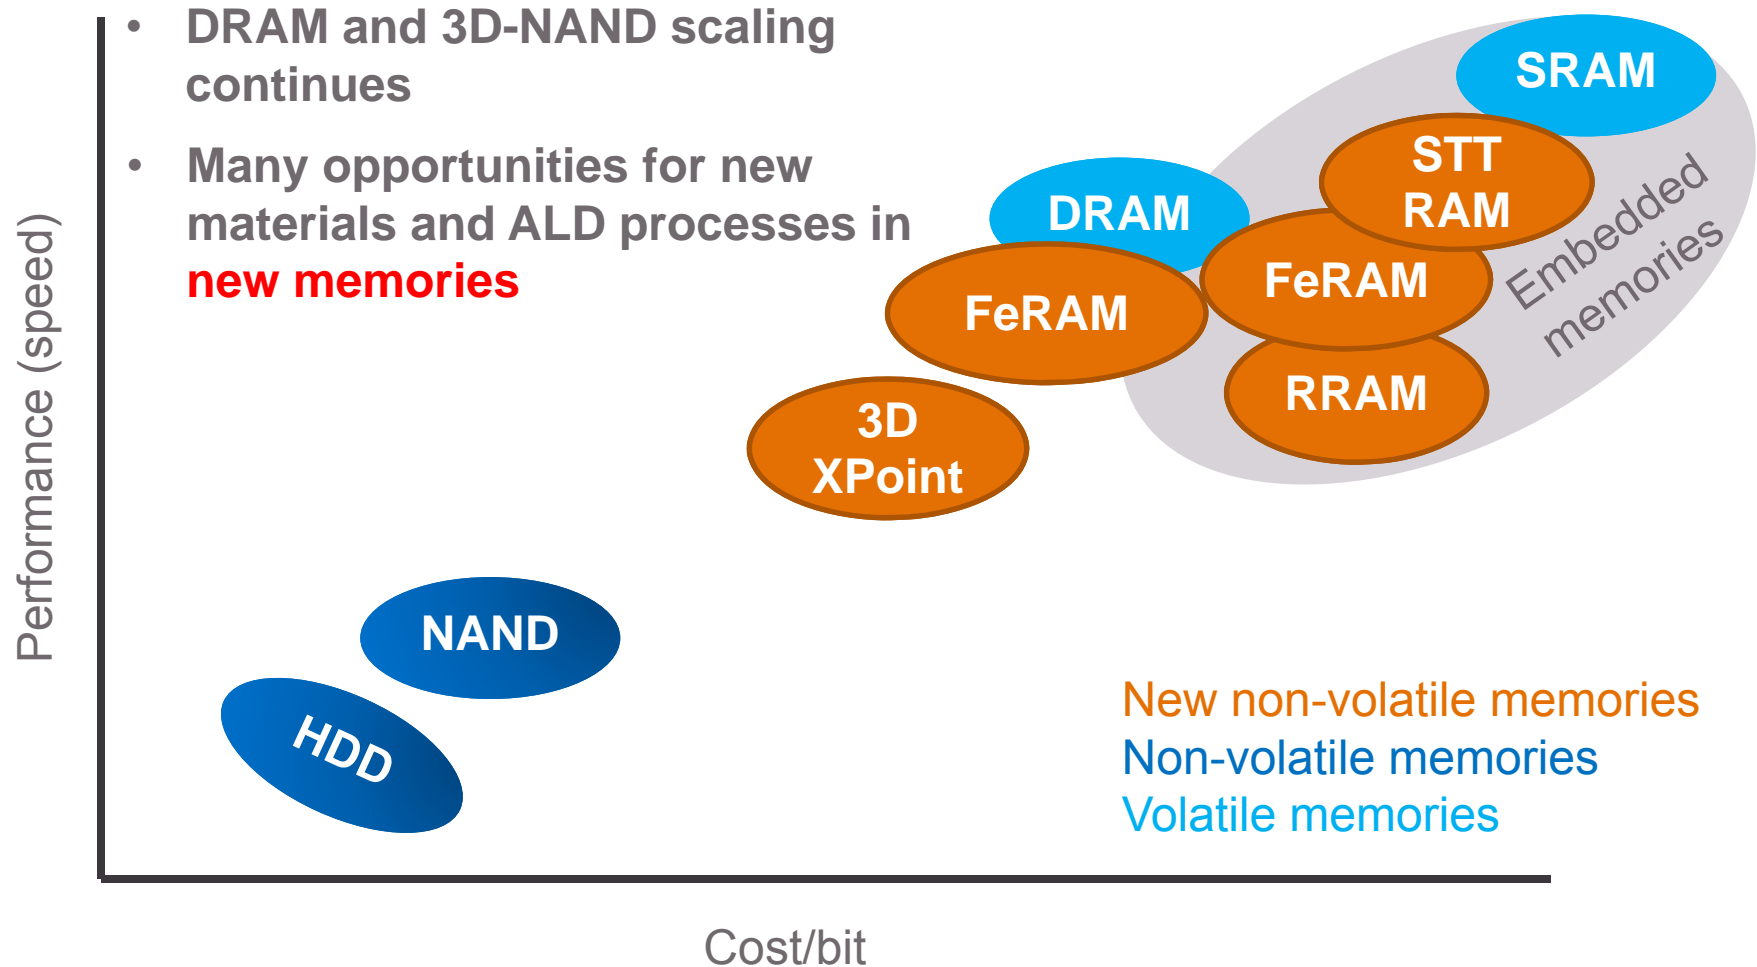 • DRAM and 3D-NAND scaling
continues
• Many opportunities for new
materials and ALD processes in
new memories
Performance (speed)
SRAM
STT
RAM
DRAM
FeRAM
FeRAM
Embedded
memories
RRAM
3D
XPoint
NAND
HDD
New non-volatile memories
Non-volatile memories
Volatile memories
Cost/bit